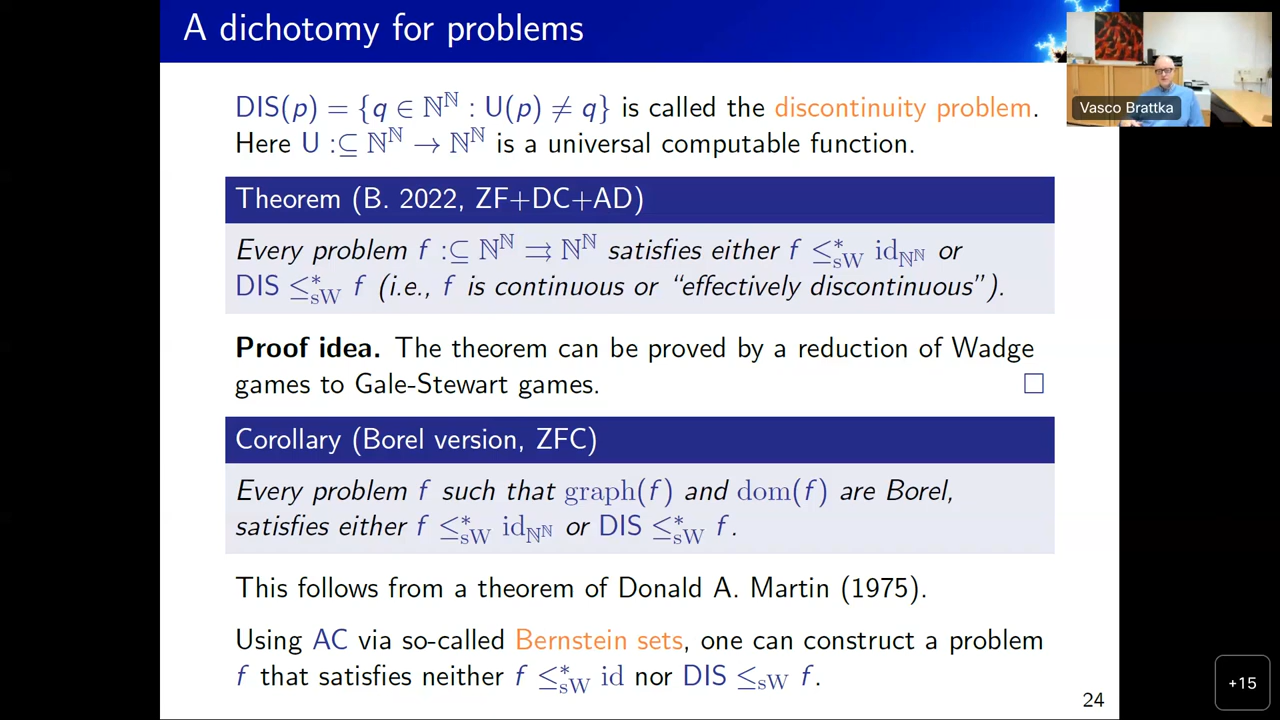 A dichotomy for problems
Vasco Brattka
DIS(p) = {q ∈ ℕ^ℕ : U(p) ≠ q} is called the discontinuity problem.
Here U :⊆ ℕ^ℕ → ℕ^ℕ is a universal computable function.
Theorem (B. 2022, ZF+DC+AD)
Every problem f :⊆ ℕ^ℕ ⇉ ℕ^ℕ satisfies either f ≤*_sW id_ℕ^ℕ or
DIS ≤*_sW f (i.e., f is continuous or “effectively discontinuous”).
Proof idea. The theorem can be proved by a reduction of Wadge
games to Gale-Stewart games. □
Corollary (Borel version, ZFC)
Every problem f such that graph(f) and dom(f) are Borel,
satisfies either f ≤*_sW id_ℕ^ℕ or DIS ≤*_sW f.
This follows from a theorem of Donald A. Martin (1975).
Using AC via so-called Bernstein sets, one can construct a problem
f that satisfies neither f ≤*_sW id nor DIS ≤_sW f.
24
+15